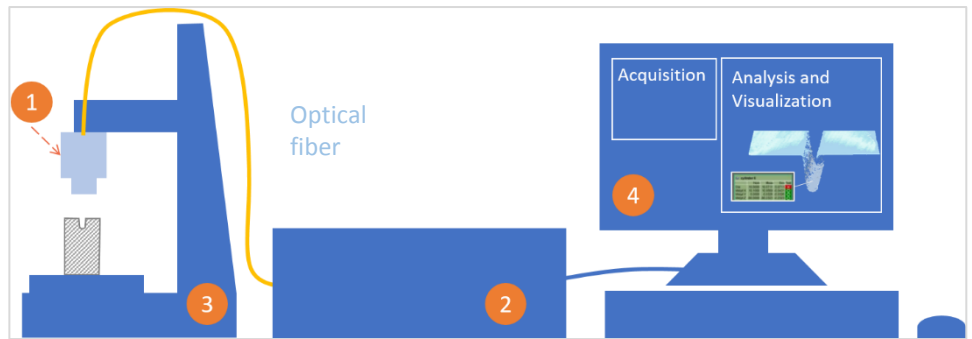 1
Optical
fiber
Acquisition
Analysis and
Visualization
4
3
2